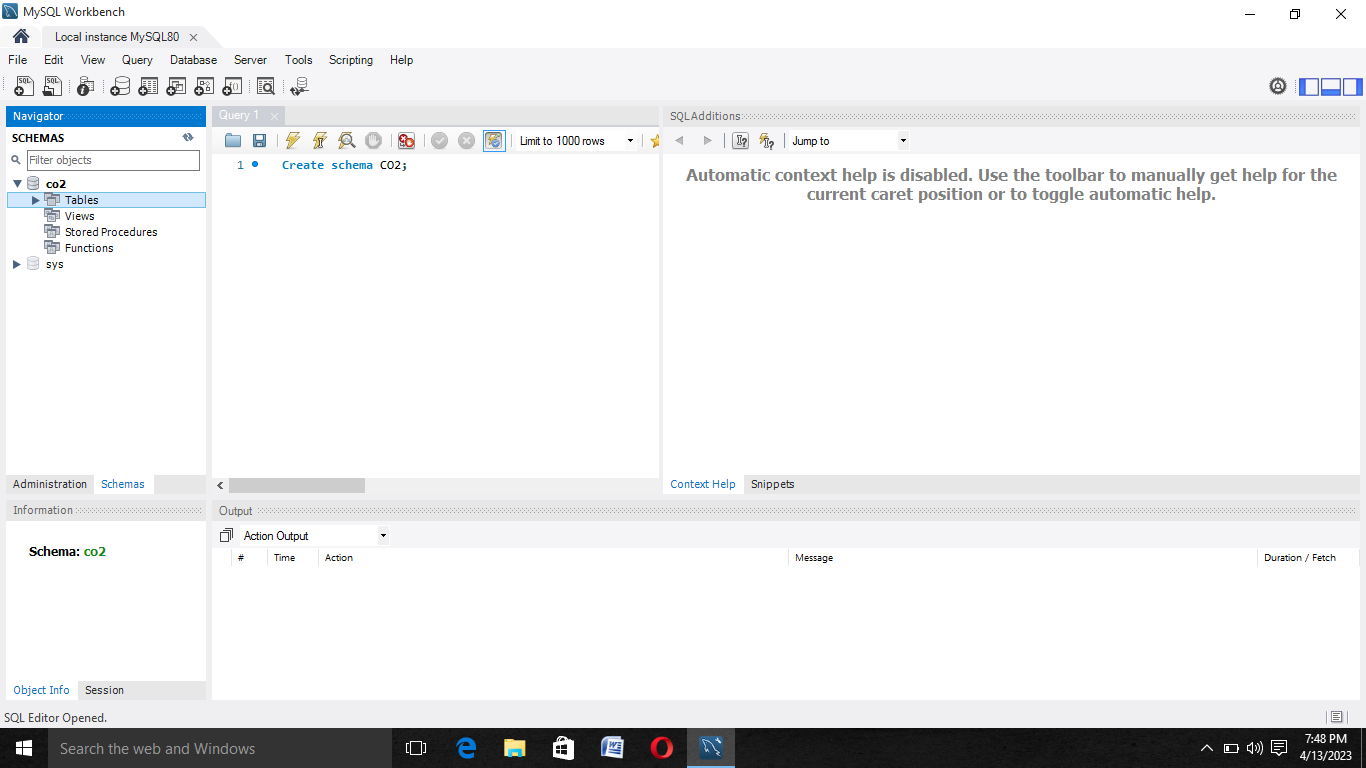 MySQL Workbench
Local instance MySQL80
File Edit View Query Database Server Tools Scripting Help
Navigator
SCHEMAS
Filter objects
co2
Tables
Views
Stored Procedures
Functions
sys
Administration Schemas
Information
Schema: co2
Object Info Session
Query 1
Limit to 1000 rows
1 Create schema CO2;
SQLAdditions
Jump to
Automatic context help is disabled. Use the toolbar to manually get help for the
current caret position or to toggle automatic help.
Context Help Snippets
Output
Action Output
# Time Action Message Duration / Fetch
SQL Editor Opened.
Search the web and Windows
7:48 PM
4/13/2023